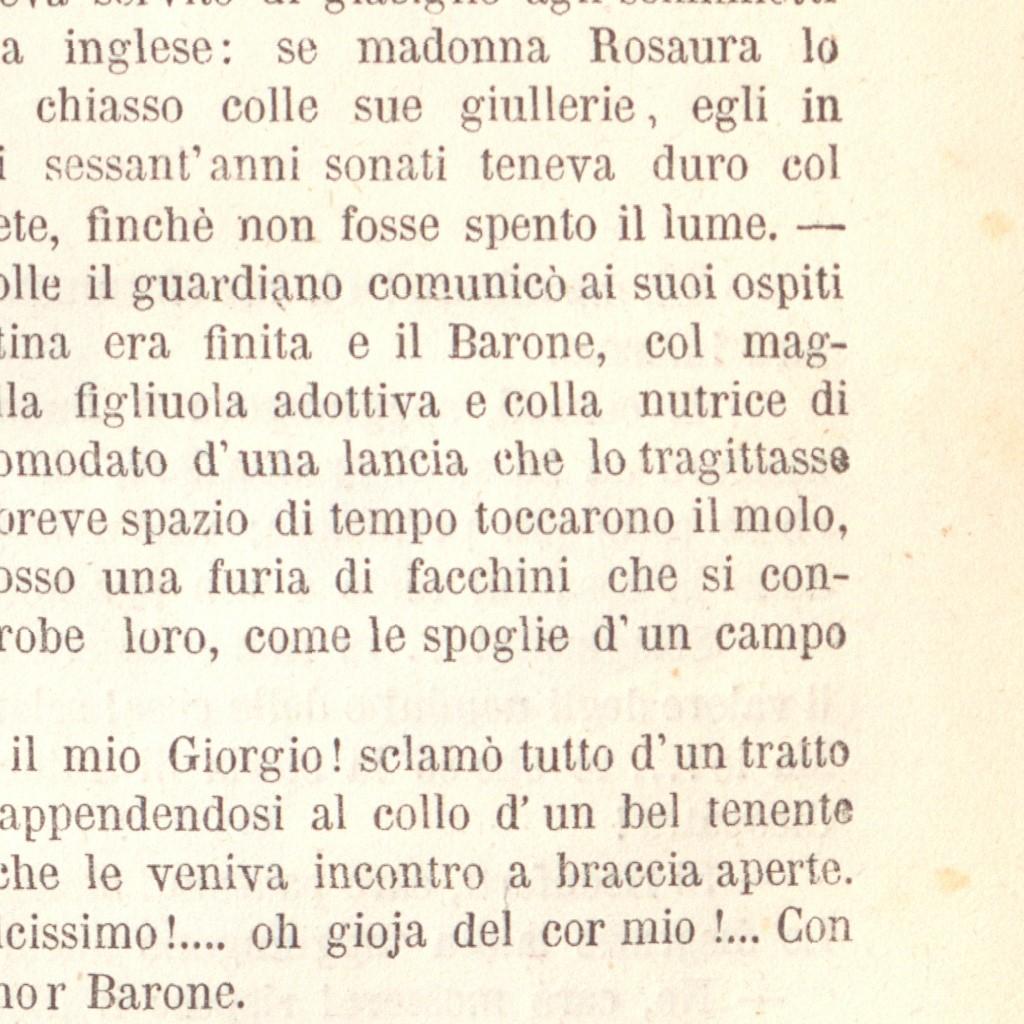 a inglese: se madonna Rosaura lo
chiasso colle sue giullerie, egli in
sessant'anni sonati teneva duro col
ete, finchè non fosse spento il lume. —
olle il guardiano comunicò ai suoi ospiti
tina era finita e il Barone, col mag-
lla figliuola adottiva e colla nutrice di
omodato d'una lancia che lo tragittasse
breve spazio di tempo toccarono il molo,
osso una furia di facchini che si con-
robe loro, come le spoglie d'un campo
il mio Giorgio! sclamò tutto d'un tratto
appendendosi al collo d'un bel tenente
che le veniva incontro a braccia aperte.
lcissimo!.... oh gioja del cor mio!... Con
nor Barone.